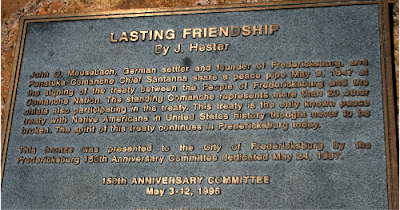 LASTING FRIENDSHIP
By J. Hester
John O. Meusebach, German settler and founder of Fredericksburg, and
Penatuka Comanche Chief Santanna share a peace pipe May 9, 1847 at
the signing of the treaty between the People of Fredericksburg and the
Comanche Nation. The standing Comanche represents more than 20 other
chiefs also participating in the treaty. This treaty is the only known peace
treaty with Native Americans in United States history thought never to be
broken. The spirit of this treaty continues in Fredericksburg today.
This bronze was presented to the City of Fredericksburg by the
Fredericksburg 150th Anniversary Committee dedicated May 24, 1997.
150th ANNIVERSARY COMMITTEE
May 3-12, 1996